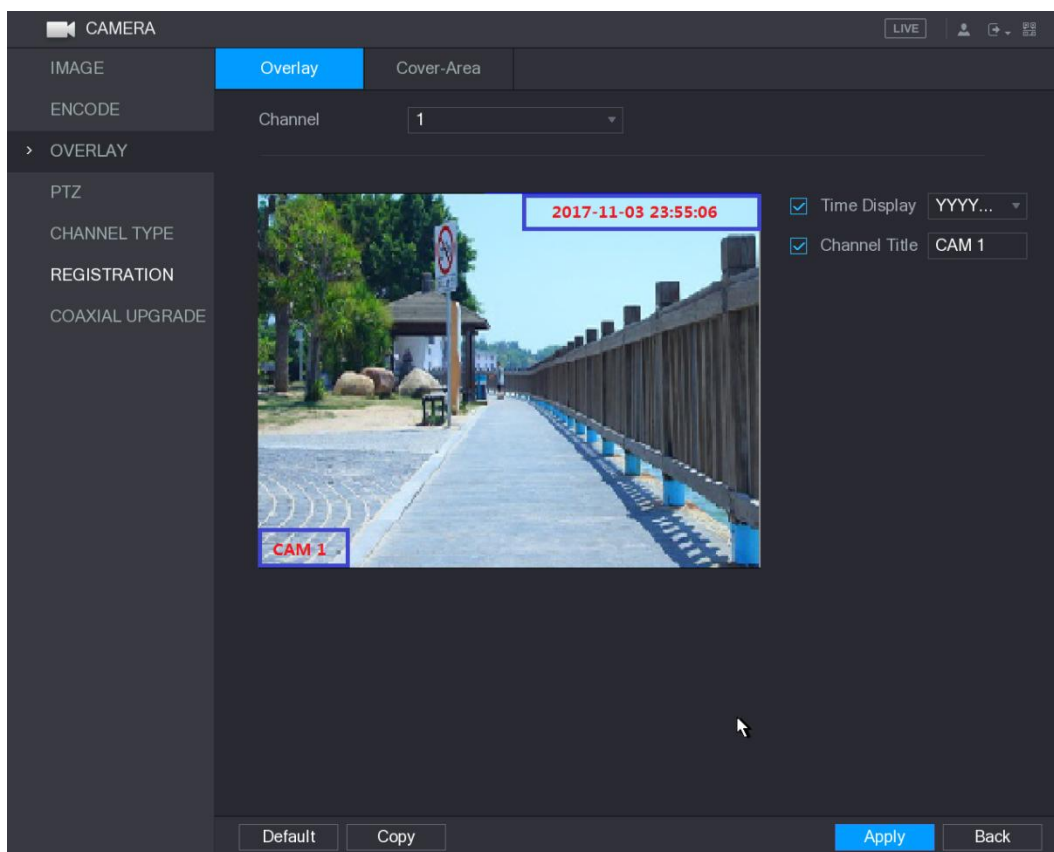 CAMERA
LIVE
IMAGE
ENCODE
OVERLAY
PTZ
CHANNEL TYPE
REGISTRATION
COAXIAL UPGRADE
Overlay Cover-Area
Channel 1
2017-11-03 23:55:06
CAM 1
Time Display YYYY...
Channel Title CAM 1
Default Copy Apply Back